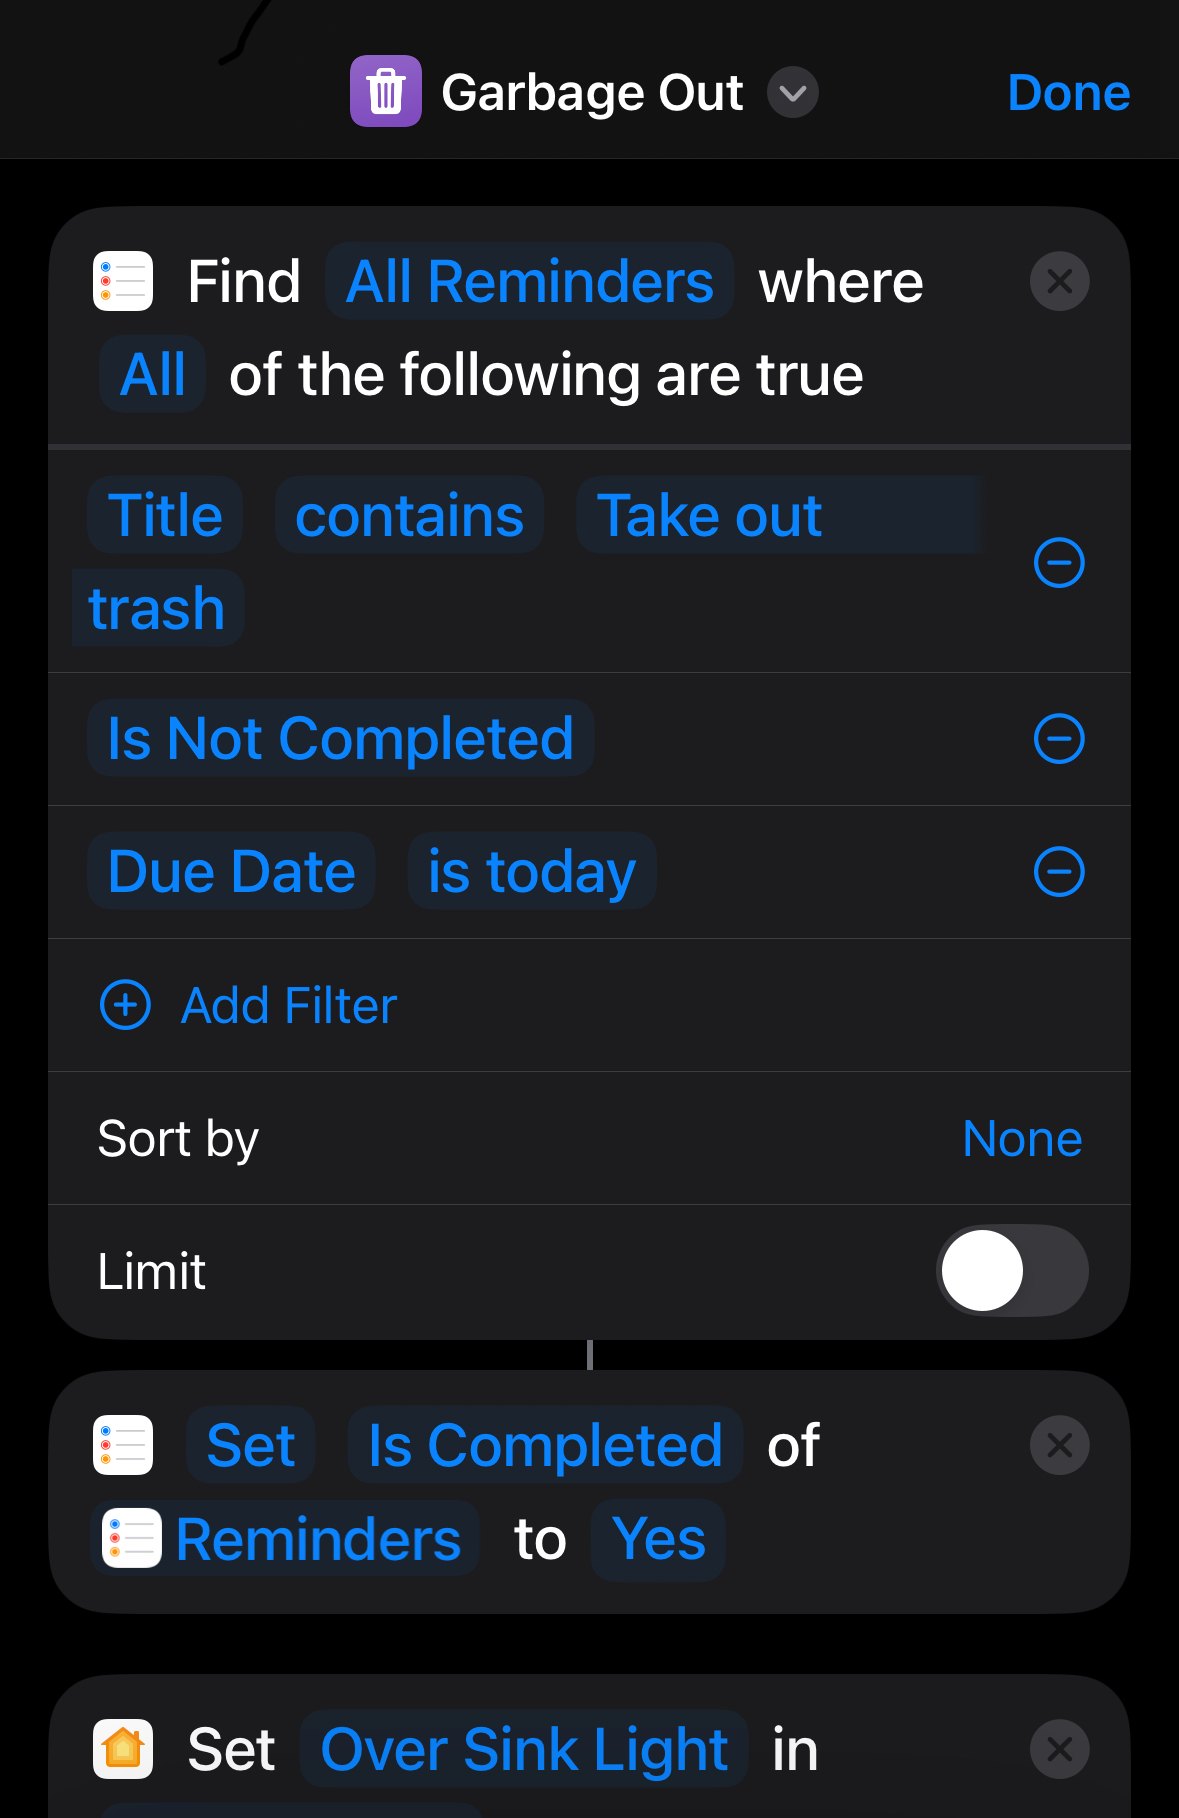 Garbage Out
Done
Find All Reminders where
All of the following are true
Title contains Take out
trash
Is Not Completed
Due Date is today
Add Filter
Sort by None
Limit
Set Is Completed of
Reminders to Yes
Set Over Sink Light in